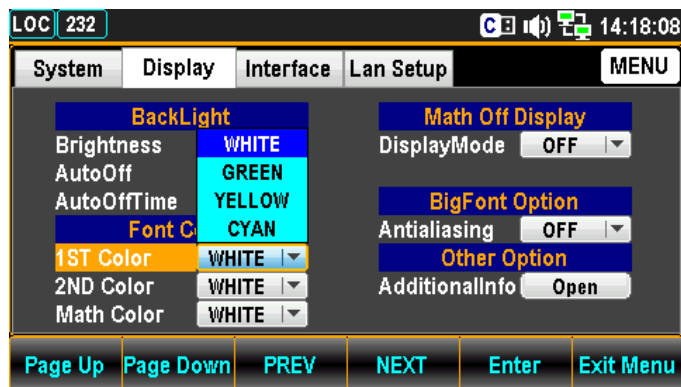 LOC 232 C 14:18:08
System Display Interface Lan Setup MENU
BackLight
Brightness
AutoOff
AutoOffTime
WHITE
GREEN
YELLOW
CYAN
Font C
1ST Color WHITE
2ND Color WHITE
Math Color WHITE
Math Off Display
DisplayMode OFF
BigFont Option
Antialiasing OFF
Other Option
AdditionalInfo Open
Page Up Page Down PREV NEXT Enter Exit Menu